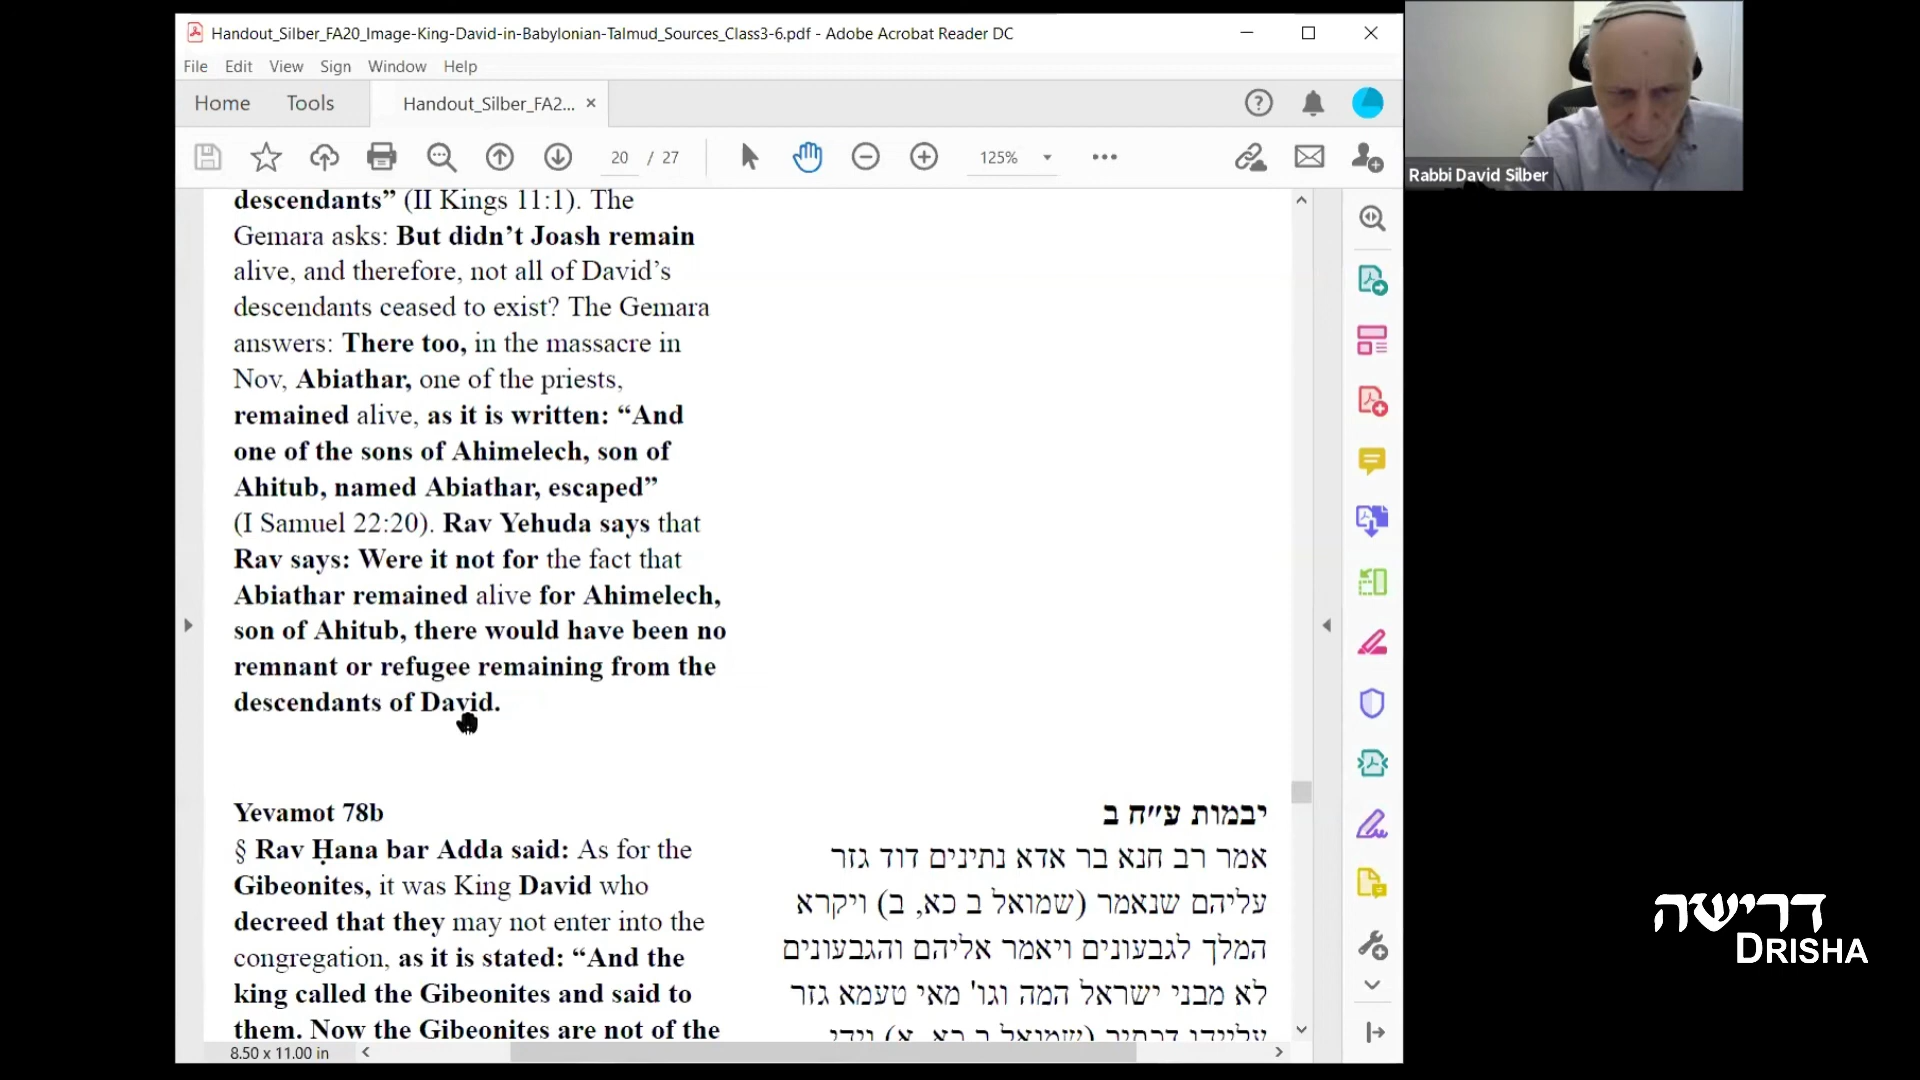 Handout_Silber_FA20_Image-King-David-in-Babylonian-Talmud_Sources_Class3-6.pdf - Adobe Acrobat Reader DC
File Edit View Sign Window Help
Home Tools Handout_Silber_FA2... ×
20 / 27 125%
Rabbi David Silber
descendants” (II Kings 11:1). The
Gemara asks: But didn’t Joash remain
alive, and therefore, not all of David’s
descendants ceased to exist? The Gemara
answers: There too, in the massacre in
Nov, Abiathar, one of the priests,
remained alive, as it is written: “And
one of the sons of Ahimelech, son of
Ahitub, named Abiathar, escaped”
(I Samuel 22:20). Rav Yehuda says that
Rav says: Were it not for the fact that
Abiathar remained alive for Ahimelech,
son of Ahitub, there would have been no
remnant or refugee remaining from the
descendants of David.
Yevamot 78b
§ Rav Ḥana bar Adda said: As for the
Gibeonites, it was King David who
decreed that they may not enter into the
congregation, as it is stated: “And the
king called the Gibeonites and said to
them. Now the Gibeonites are not of the
יבמות ע״ח ב
אמר רב חנא בר אדא נתינים דוד גזר
עליהם שנאמר (שמואל ב כא, ב) ויקרא
המלך לגבעונים ויאמר אליהם והגבעונים
לא מבני ישראל המה וגו' מאי טעמא גזר
עלייהו דכתיב (שמואל ב כא, א) ויהי
8.50 x 11.00 in
דרישה
DRISHA